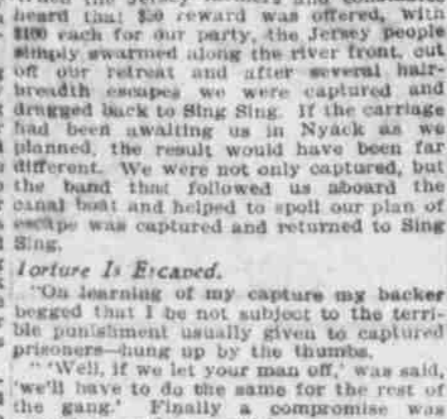 heard that $50 reward was offered, with
$100 each for our party, the Jersey people
simply swarmed along the river front, cut
off our retreat and after several hair-
breadth escapes we were captured and
dragged back to Sing Sing. If the carriage
had been awaiting us in Nyack as we
planned, the result would have been far
different. We were not only captured, but
the band that followed us aboard the
canal boat and helped to spoil our plan of
escape was captured and returned to Sing
Sing.
Torture Is Escaped.
"On learning of my capture my backer
begged that I be not subject to the terri-
ble punishment usually given to captured
prisoners—hung up by the thumbs.
"'Well, if we let your man off,' was said,
'we'll have to do the same for the rest of
the gang.' Finally a compromise was